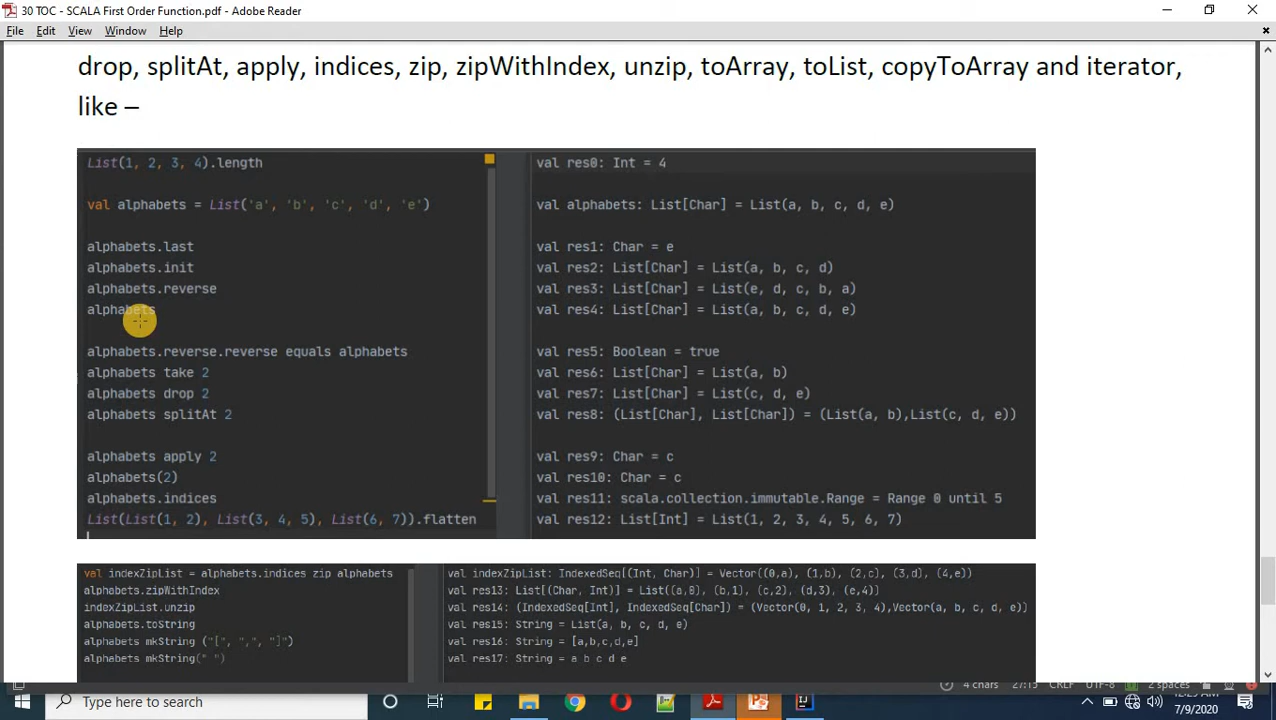 30 TOC - SCALA First Order Function.pdf - Adobe Reader
File Edit View Window Help
drop, splitAt, apply, indices, zip, zipWithIndex, unzip, toArray, toList, copyToArray and iterator,
like –
List(1, 2, 3, 4).length
val alphabets = List('a', 'b', 'c', 'd', 'e')
alphabets.last
alphabets.init
alphabets.reverse
alphabets
alphabets.reverse.reverse equals alphabets
alphabets take 2
alphabets drop 2
alphabets splitAt 2
alphabets apply 2
alphabets(2)
alphabets.indices
List(List(1, 2), List(3, 4, 5), List(6, 7)).flatten
val res0: Int = 4
val alphabets: List[Char] = List(a, b, c, d, e)
val res1: Char = e
val res2: List[Char] = List(a, b, c, d)
val res3: List[Char] = List(e, d, c, b, a)
val res4: List[Char] = List(a, b, c, d, e)
val res5: Boolean = true
val res6: List[Char] = List(a, b)
val res7: List[Char] = List(c, d, e)
val res8: (List[Char], List[Char]) = (List(a, b),List(c, d, e))
val res9: Char = c
val res10: Char = c
val res11: scala.collection.immutable.Range = Range 0 until 5
val res12: List[Int] = List(1, 2, 3, 4, 5, 6, 7)
val indexZipList = alphabets.indices zip alphabets
alphabets.zipWithIndex
indexZipList.unzip
alphabets.toString
alphabets mkString ("[", ",", "]")
alphabets mkString(" ")
val indexZipList: IndexedSeq[(Int, Char)] = Vector((0,a), (1,b), (2,c), (3,d), (4,e))
val res13: List[(Char, Int)] = List((a,0), (b,1), (c,2), (d,3), (e,4))
val res14: (IndexedSeq[Int], IndexedSeq[Char]) = (Vector(0, 1, 2, 3, 4),Vector(a, b, c, d, e))
val res15: String = List(a, b, c, d, e)
val res16: String = [a,b,c,d,e]
val res17: String = a b c d e
4 chars 27:15 CRLF UTF-8 2 spaces
Type here to search
7/9/2020